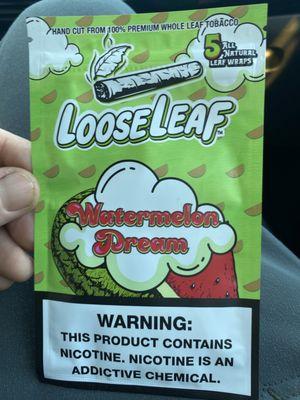 HAND CUT FROM 100% PREMIUM WHOLE LEAF TOBACCO
5 ALL
NATURAL
LEAF WRAPS
LOOSELEAF™
Watermelon
Dream
WARNING:
THIS PRODUCT CONTAINS
NICOTINE. NICOTINE IS AN
ADDICTIVE CHEMICAL.